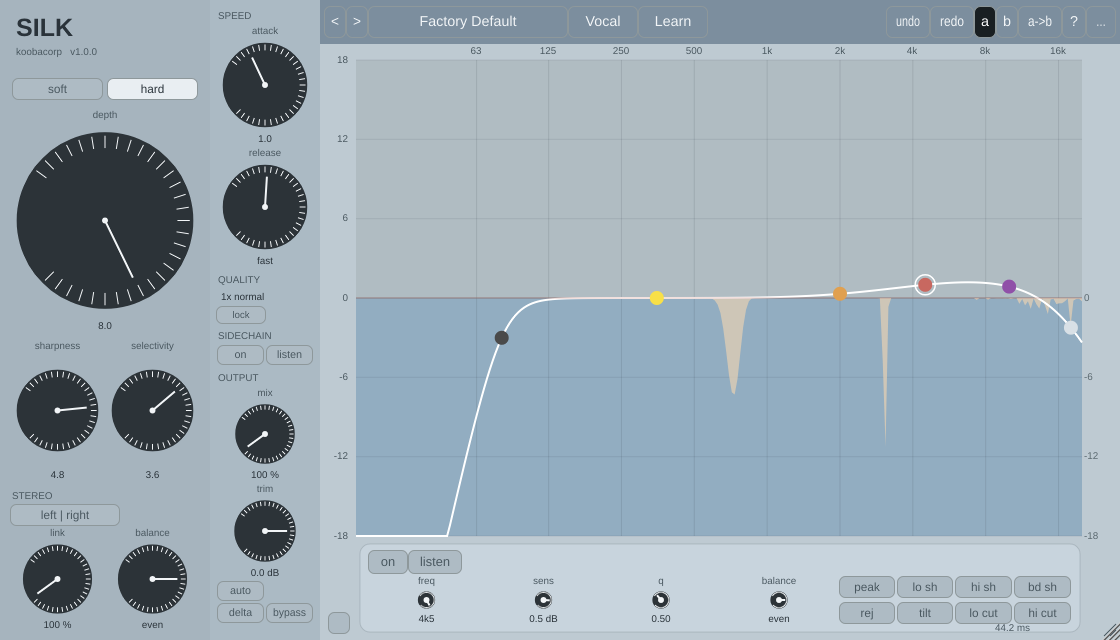 SILK
koobacorp v1.0.0
soft hard
depth
8.0
sharpness selectivity
4.8 3.6
STEREO
left | right
link balance
100 % even
SPEED
attack
1.0
release
fast
QUALITY
1x normal
lock
SIDECHAIN
on listen
OUTPUT
mix
100 %
trim
0.0 dB
auto
delta bypass
< > Factory Default Vocal Learn undo redo a b a->b ? ...
63 125 250 500 1k 2k 4k 8k 16k
18
12
6
0 0
-6 -6
-12 -12
-18 -18
on listen
freq sens q balance
4k5 0.5 dB 0.50 even
peak lo sh hi sh bd sh
rej tilt lo cut hi cut
44.2 ms